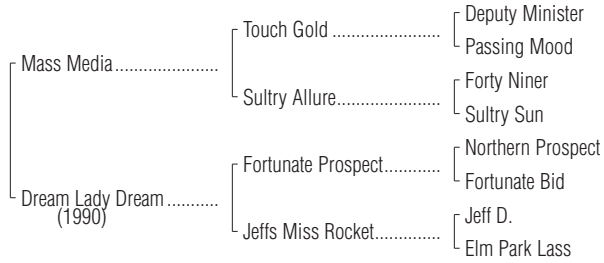 Deputy Minister
Touch Gold ......................
Passing Mood
Mass Media.....................
Forty Niner
Sultry Allure.....................
Sultry Sun
Northern Prospect
Fortunate Prospect............
Fortunate Bid
Dream Lady Dream ..........
(1990)
Jeff D.
Jeffs Miss Rocket.............
Elm Park Lass